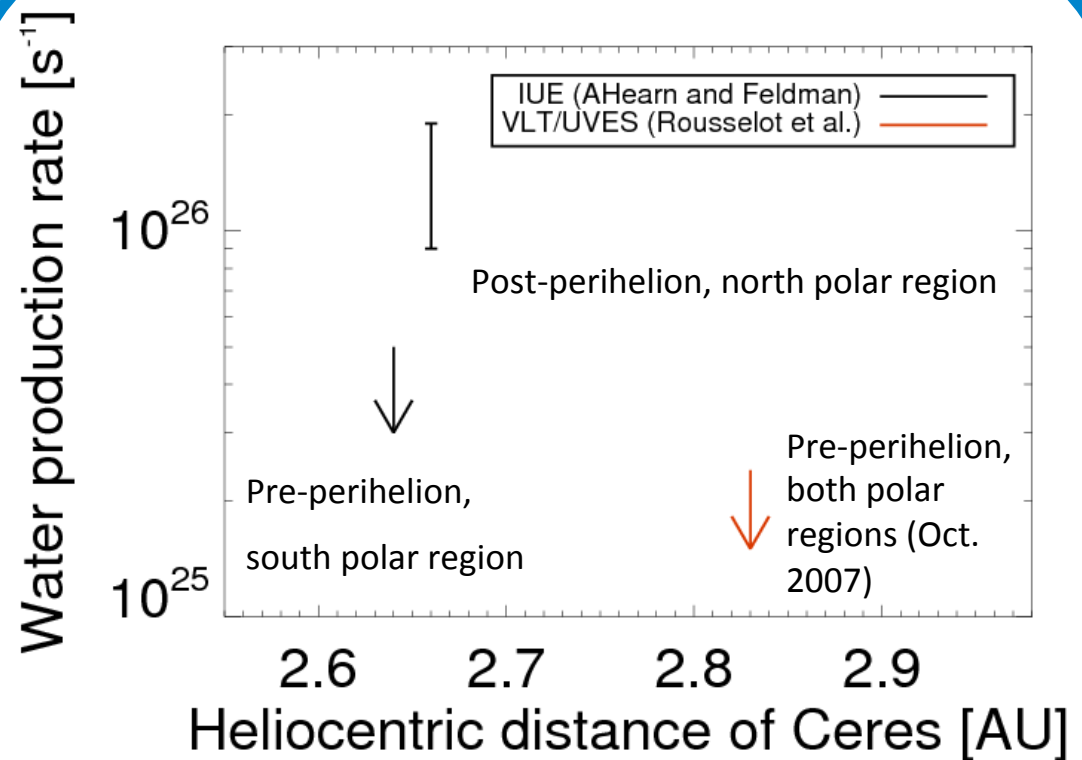 Water production rate [s⁻¹]
IUE (AHearn and Feldman)
VLT/UVES (Rousselot et al.)
10²⁶
Post-perihelion, north polar region
Pre-perihelion,
south polar region
Pre-perihelion,
both polar
regions (Oct.
2007)
10²⁵
2.6 2.7 2.8 2.9
Heliocentric distance of Ceres [AU]